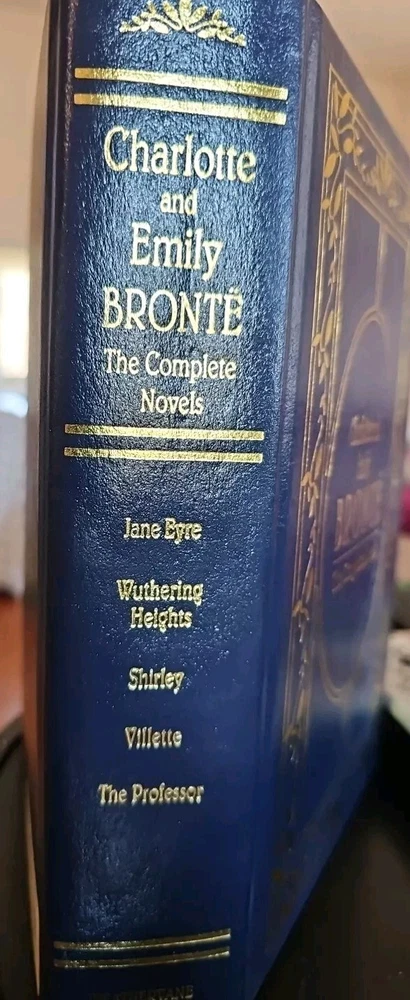 Charlotte
and
Emily
BRONTË
The Complete
Novels
Jane Eyre
Wuthering
Heights
Shirley
Villette
The Professor